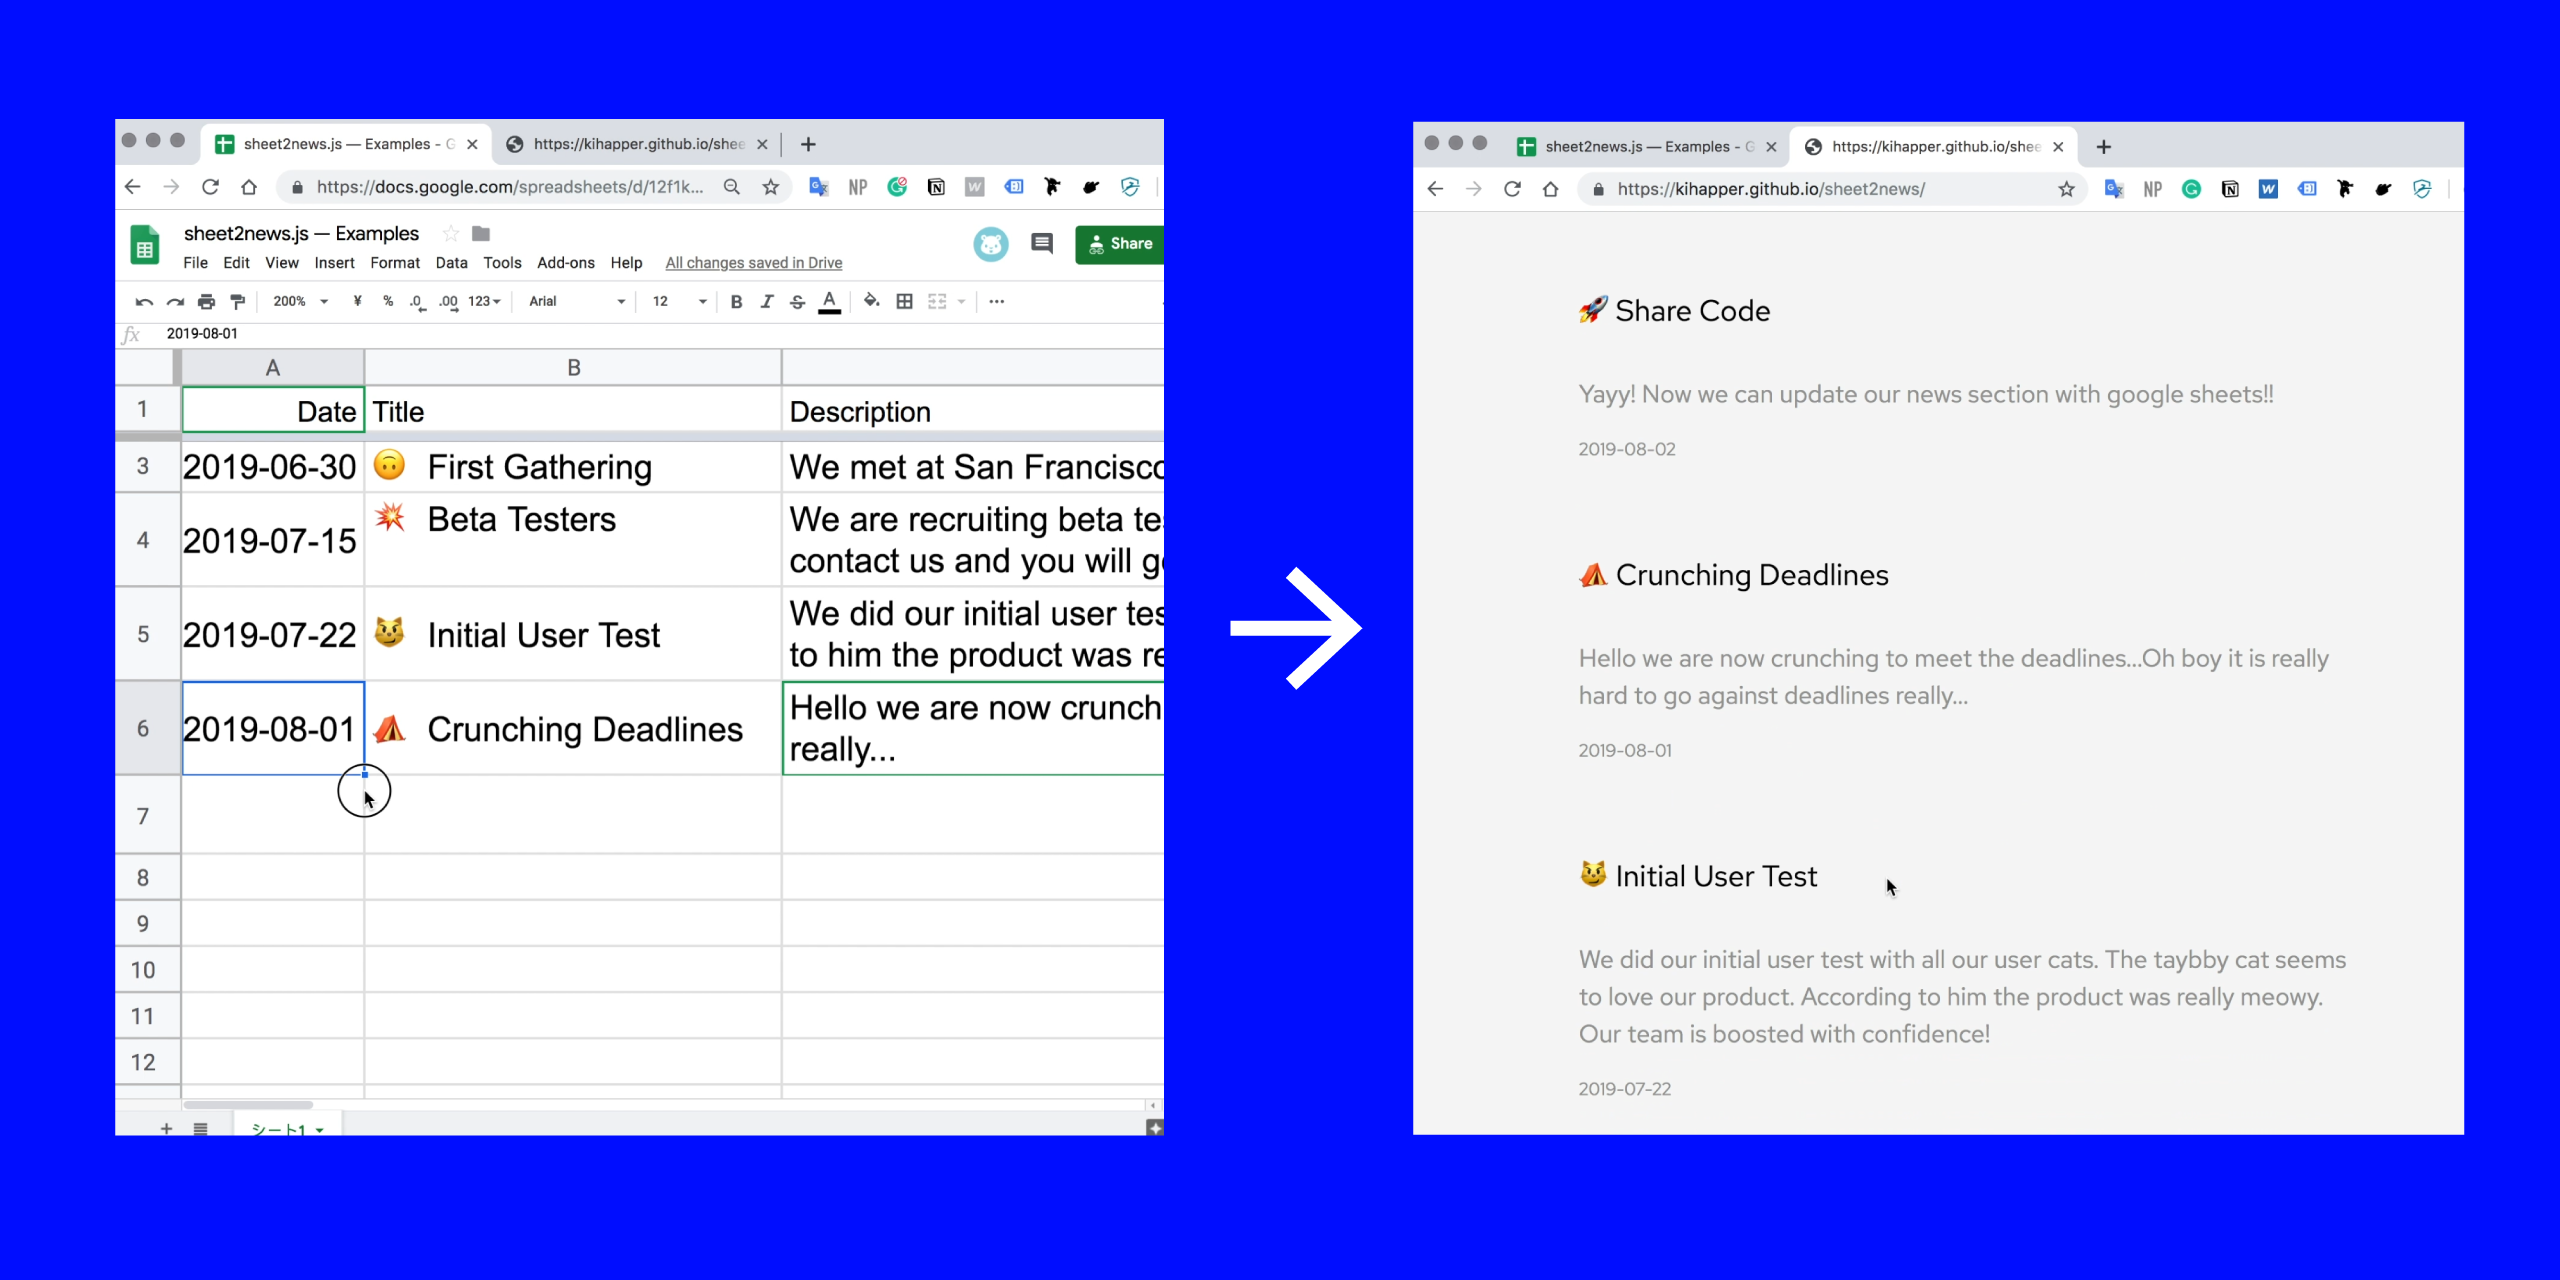 sheet2news.js — Examples - G
https://kihapper.github.io/shee
https://docs.google.com/spreadsheets/d/12f1k...
NP
sheet2news.js — Examples
Share
File Edit View Insert Format Data Tools Add-ons Help All changes saved in Drive
200% ¥ % .0 .00 123 Arial 12 B I S A ...
fx 2019-08-01
A B
1 Date Title Description
3 2019-06-30 🙃 First Gathering We met at San Francisco
4 2019-07-15 💥 Beta Testers We are recruiting beta te
contact us and you will g
5 2019-07-22 😼 Initial User Test We did our initial user tes
to him the product was re
6 2019-08-01 ⛺ Crunching Deadlines Hello we are now crunch
really...
7
8
9
10
11
12
シート1
sheet2news.js — Examples - G
https://kihapper.github.io/shee
https://kihapper.github.io/sheet2news/
NP
🚀 Share Code
Yayy! Now we can update our news section with google sheets!!
2019-08-02
⛺ Crunching Deadlines
Hello we are now crunching to meet the deadlines...Oh boy it is really
hard to go against deadlines really...
2019-08-01
😼 Initial User Test
We did our initial user test with all our user cats. The taybby cat seems
to love our product. According to him the product was really meowy.
Our team is boosted with confidence!
2019-07-22